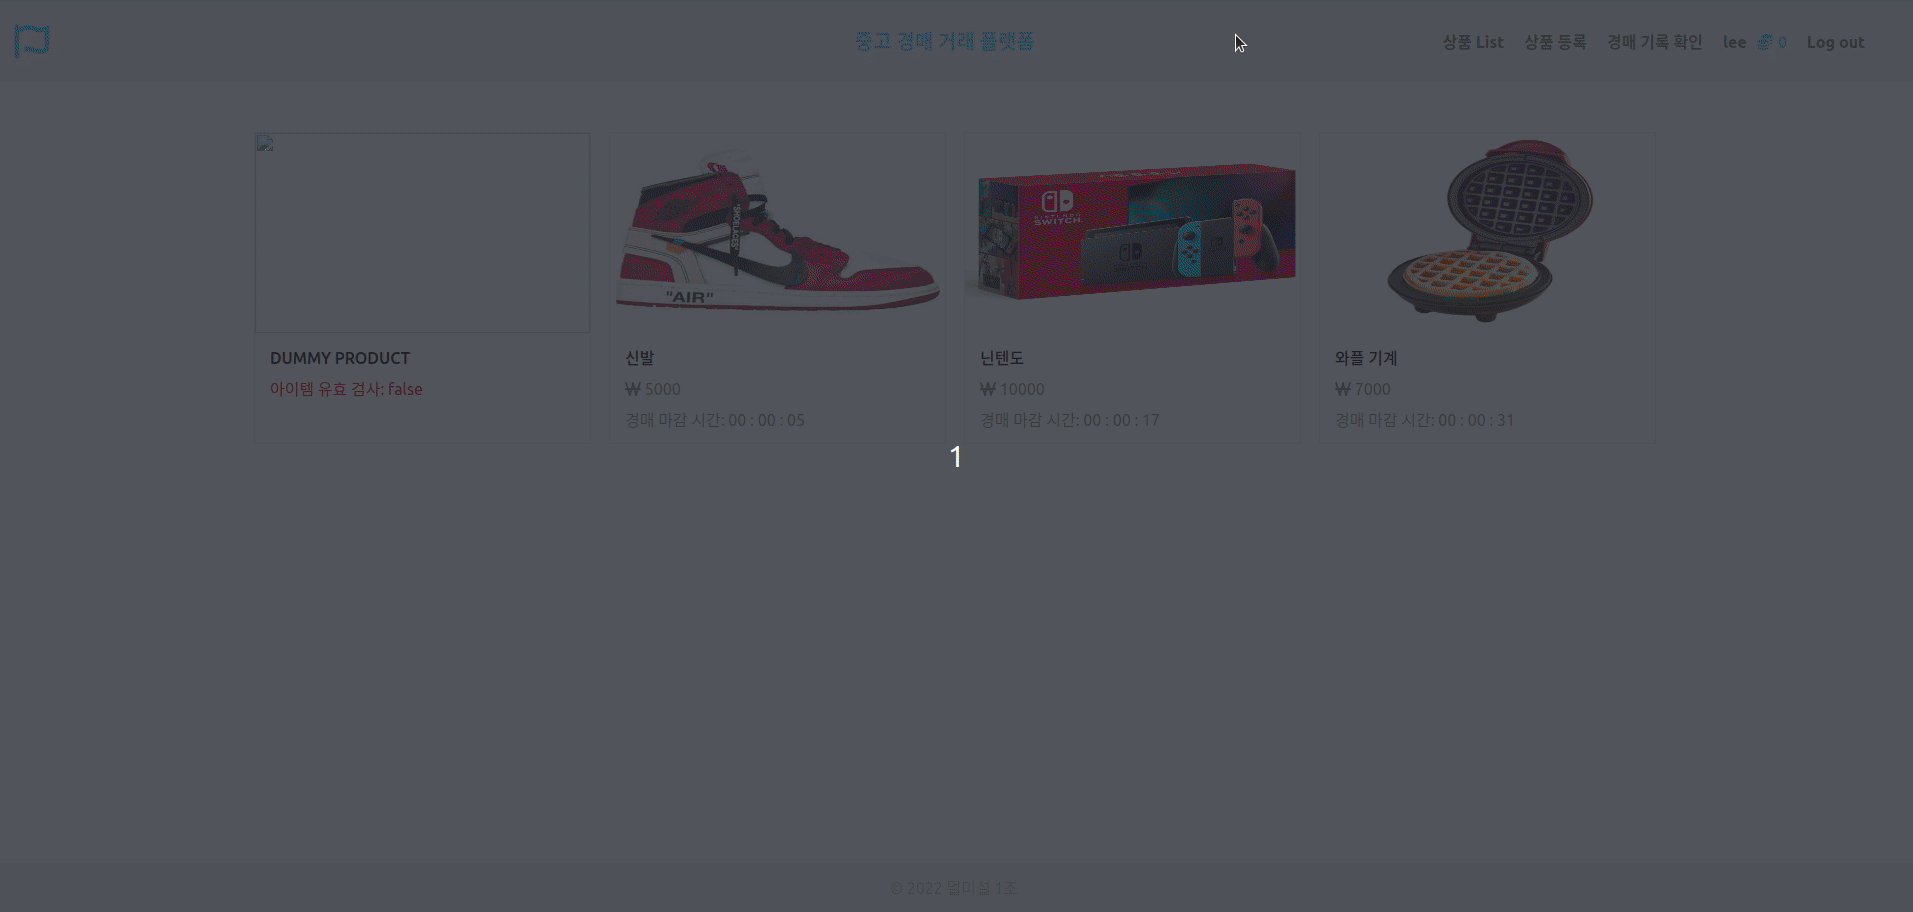 중고 경매 거래 플랫폼
상품 List 상품 등록 경매 기록 확인 lee 0 Log out
"SHOELACES"
"AIR"
NINTENDO
SWITCH
DUMMY PRODUCT
아이템 유효 검사: false
신발
₩ 5000
경매 마감 시간: 00 : 00 : 05
닌텐도
₩ 10000
경매 마감 시간: 00 : 00 : 17
와플 기계
₩ 7000
경매 마감 시간: 00 : 00 : 31
1
© 2022 멀미설 1조